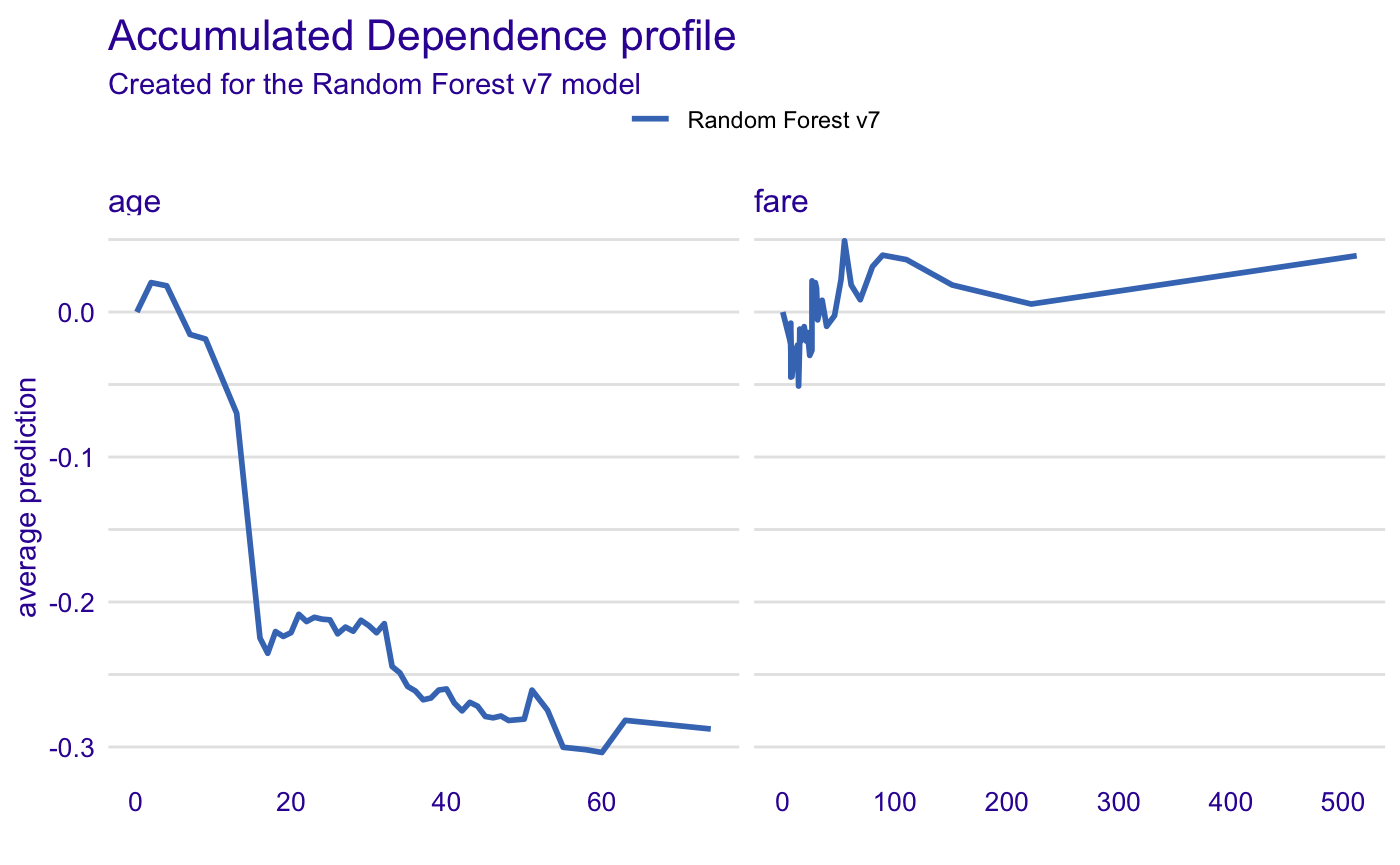 Accumulated Dependence profile
Created for the Random Forest v7 model
Random Forest v7
age
fare
average prediction
0.0
-0.1
-0.2
-0.3
0 20 40 60
0 100 200 300 400 500